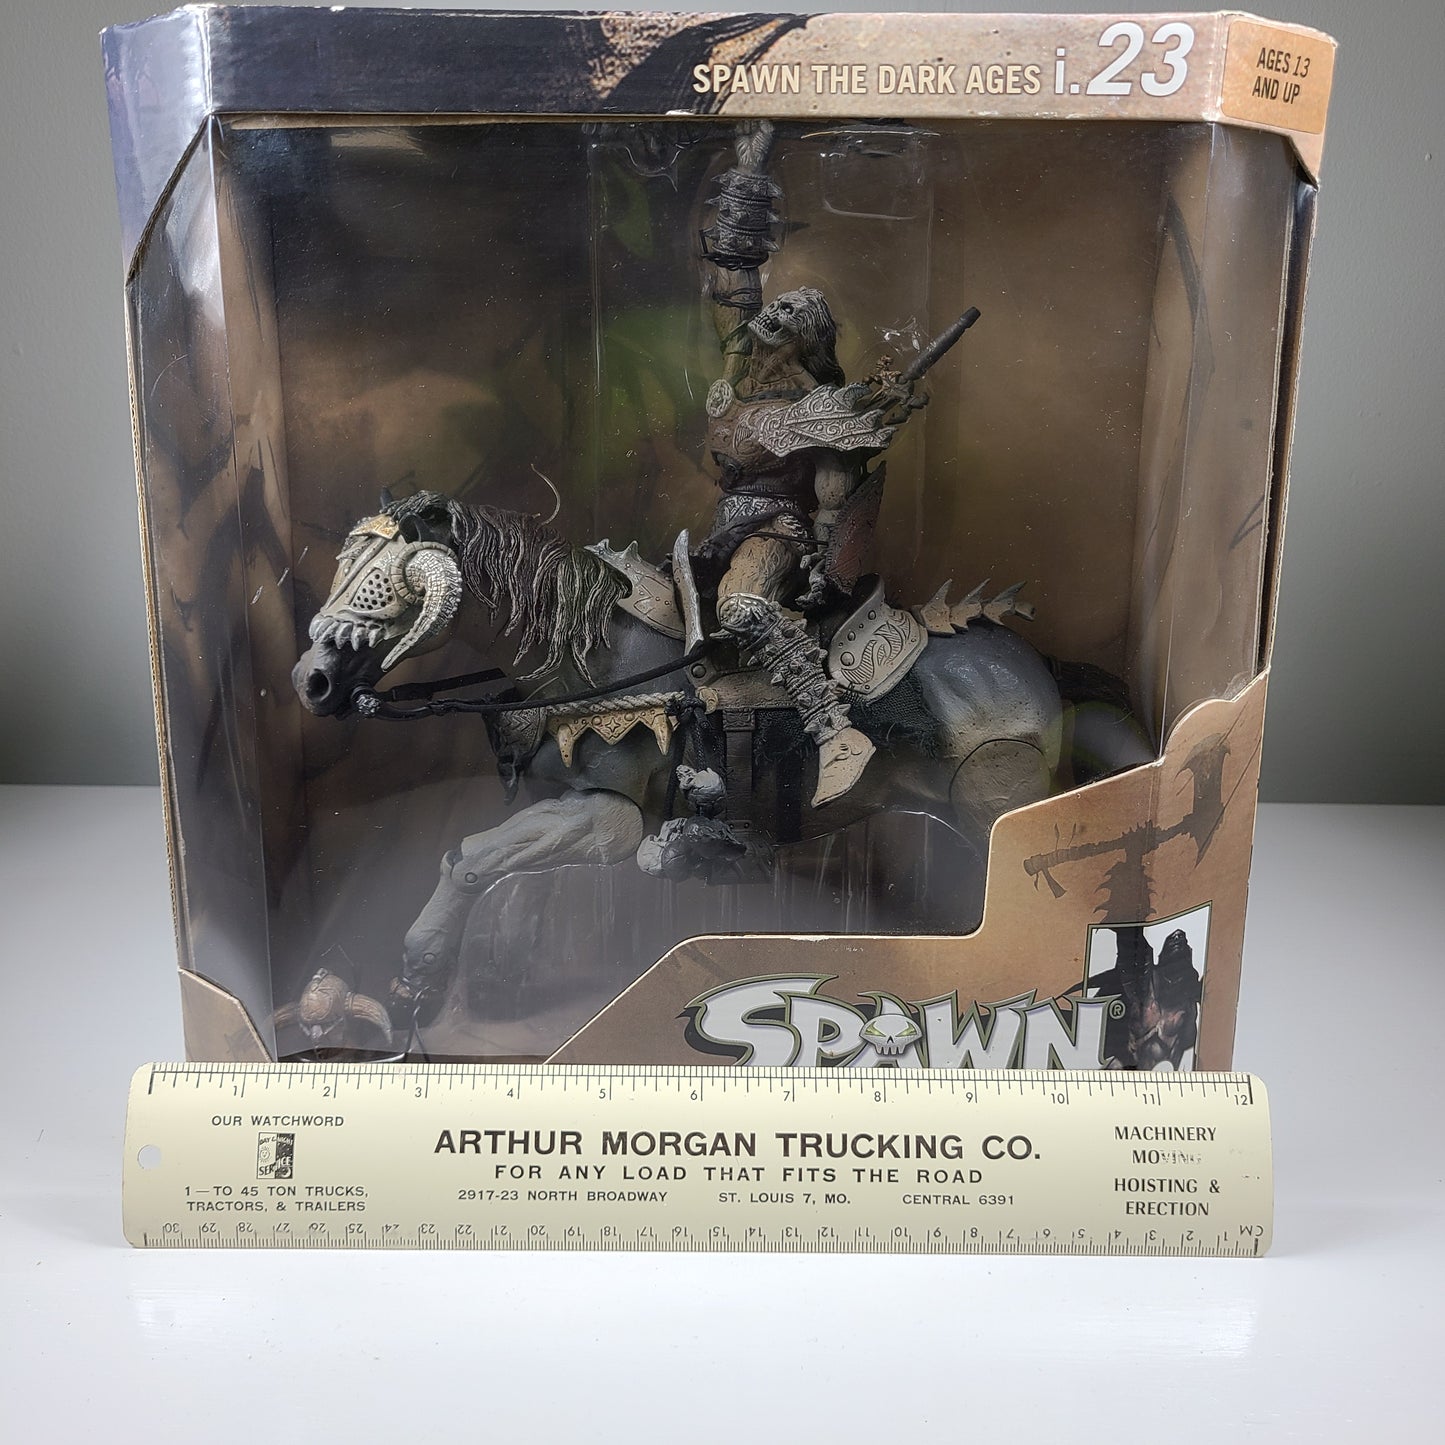 SPAWN THE DARK AGES i.23
AGES 13
AND UP
SPAWN®
1 2 3 4 5 6 7 8 9 10 11 12
OUR WATCHWORD
DAY & NIGHT
SERVICE
1—TO 45 TON TRUCKS,
TRACTORS, & TRAILERS
ARTHUR MORGAN TRUCKING CO.
FOR ANY LOAD THAT FITS THE ROAD
2917-23 NORTH BROADWAY ST. LOUIS 7, MO. CENTRAL 6391
MACHINERY
MOVING
HOISTING &
ERECTION
30 29 28 27 26 25 24 23 22 21 20 19 18 17 16 15 14 13 12 11 10 9 8 7 6 5 4 3 2 1 CM